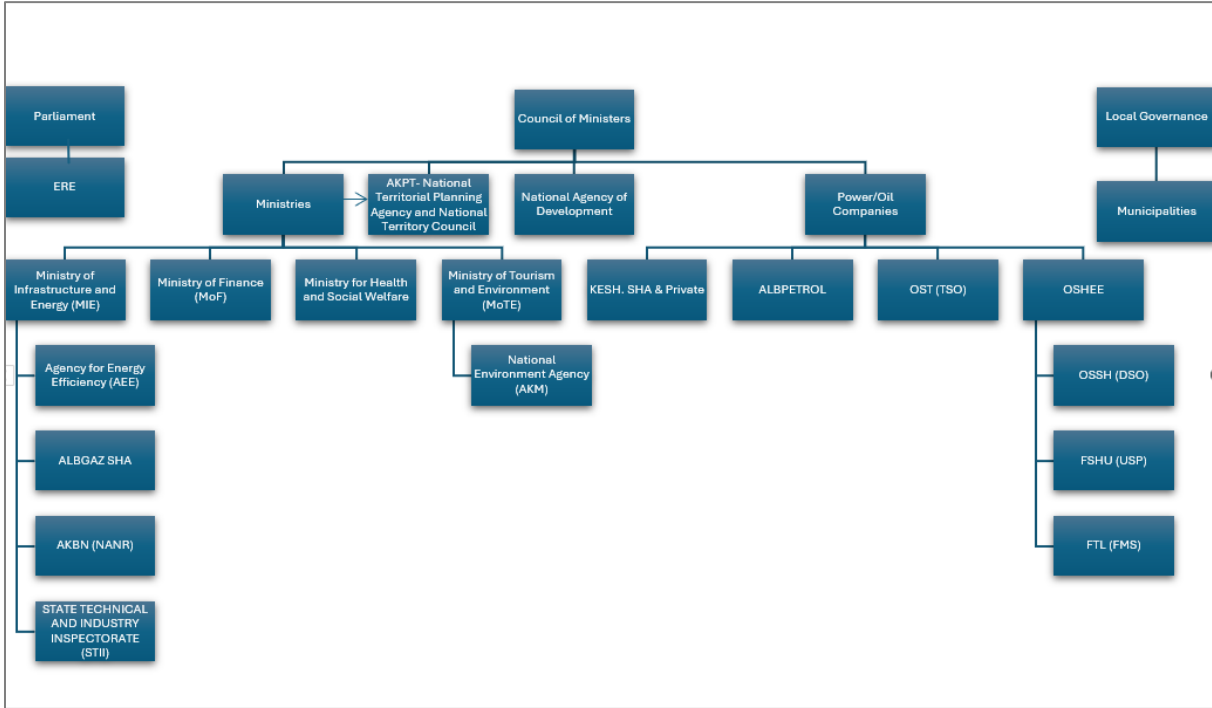 Parliament
Council of Ministers
Local Governance
ERE
Ministries
AKPT- National
Territorial Planning
Agency and National
Territory Council
National Agency of
Development
Power/Oil
Companies
Municipalities
Ministry of
Infrastructure and
Energy (MIE)
Ministry of Finance
(MoF)
Ministry for Health
and Social Welfare
Ministry of Tourism
and Environment
(MoTE)
KESH. SHA & Private
ALBPETROL
OST (TSO)
OSHEE
Agency for Energy
Efficiency (AEE)
National
Environment Agency
(AKM)
OSSH (DSO)
ALBGAZ SHA
FSHU (USP)
AKBN (NANR)
FTL (FMS)
STATE TECHNICAL
AND INDUSTRY
INSPECTORATE
(STII)